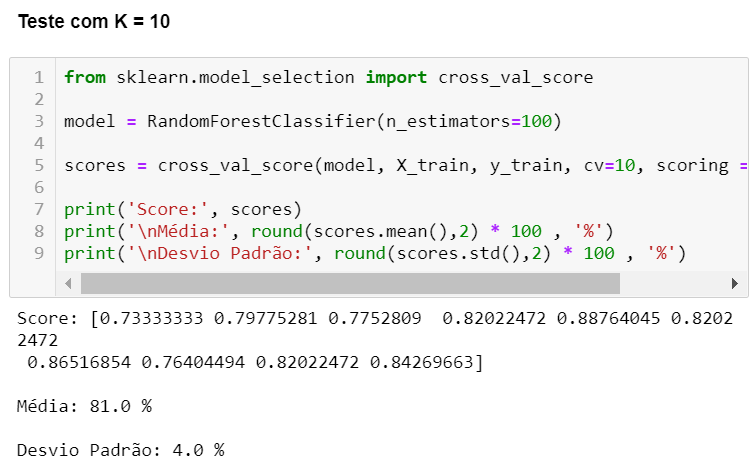 Teste com K = 10
1 from sklearn.model_selection import cross_val_score
2
3 model = RandomForestClassifier(n_estimators=100)
4
5 scores = cross_val_score(model, X_train, y_train, cv=10, scoring =
6
7 print('Score:', scores)
8 print('\nMédia:', round(scores.mean(),2) * 100 , '%')
9 print('\nDesvio Padrão:', round(scores.std(),2) * 100 , '%')
Score: [0.73333333 0.79775281 0.7752809  0.82022472 0.88764045 0.8202
2472
 0.86516854 0.76404494 0.82022472 0.84269663]
Média: 81.0 %
Desvio Padrão: 4.0 %